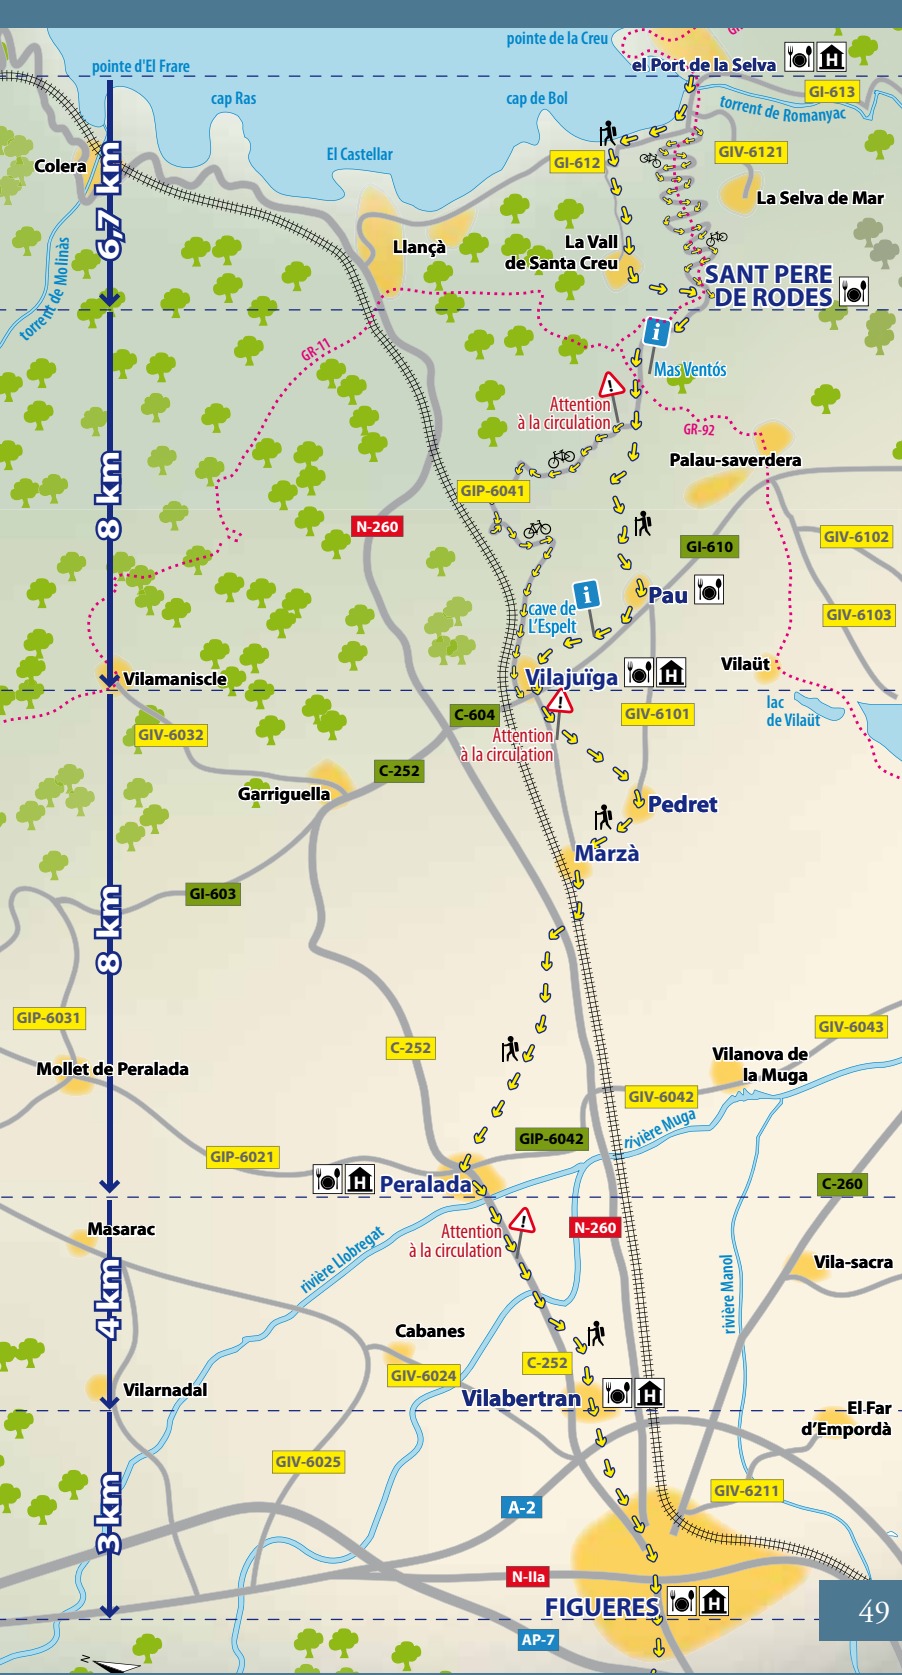 pointe de la Creu
el Port de la Selva
H
pointe d'El Frare
cap Ras
cap de Bol
GI-613
torrent de Romanyac
El Castellar
GI-612
GIV-6121
Colera
6,7 km
La Selva de Mar
Llançà
La Vall
de Santa Creu
torrent de Molinàs
SANT PERE
DE RODES
i
GR-11
Mas Ventós
!
Attention
à la circulation
GR-92
Palau-saverdera
8 km
GIP-6041
N-260
GI-610
GIV-6102
i
cave de
L'Espelt
Pau
GIV-6103
Vilamaniscle
Vilajuïga
H
Vilaüt
!
C-604
GIV-6101
lac
de Vilaüt
GIV-6032
Attention
à la circulation
C-252
Garriguella
Pedret
Marzà
GI-603
8 km
GIP-6031
C-252
GIV-6043
Mollet de Peralada
Vilanova de
la Muga
GIV-6042
rivière Muga
GIP-6042
GIP-6021
H
Peralada
C-260
Masarac
!
Attention
à la circulation
N-260
rivière Llobregat
4 km
rivière Manol
Vila-sacra
Cabanes
C-252
GIV-6024
Vilarnadal
Vilabertran
H
El Far
d'Empordà
GIV-6025
3 km
GIV-6211
A-2
N-IIa
FIGUERES
H
49
AP-7
N